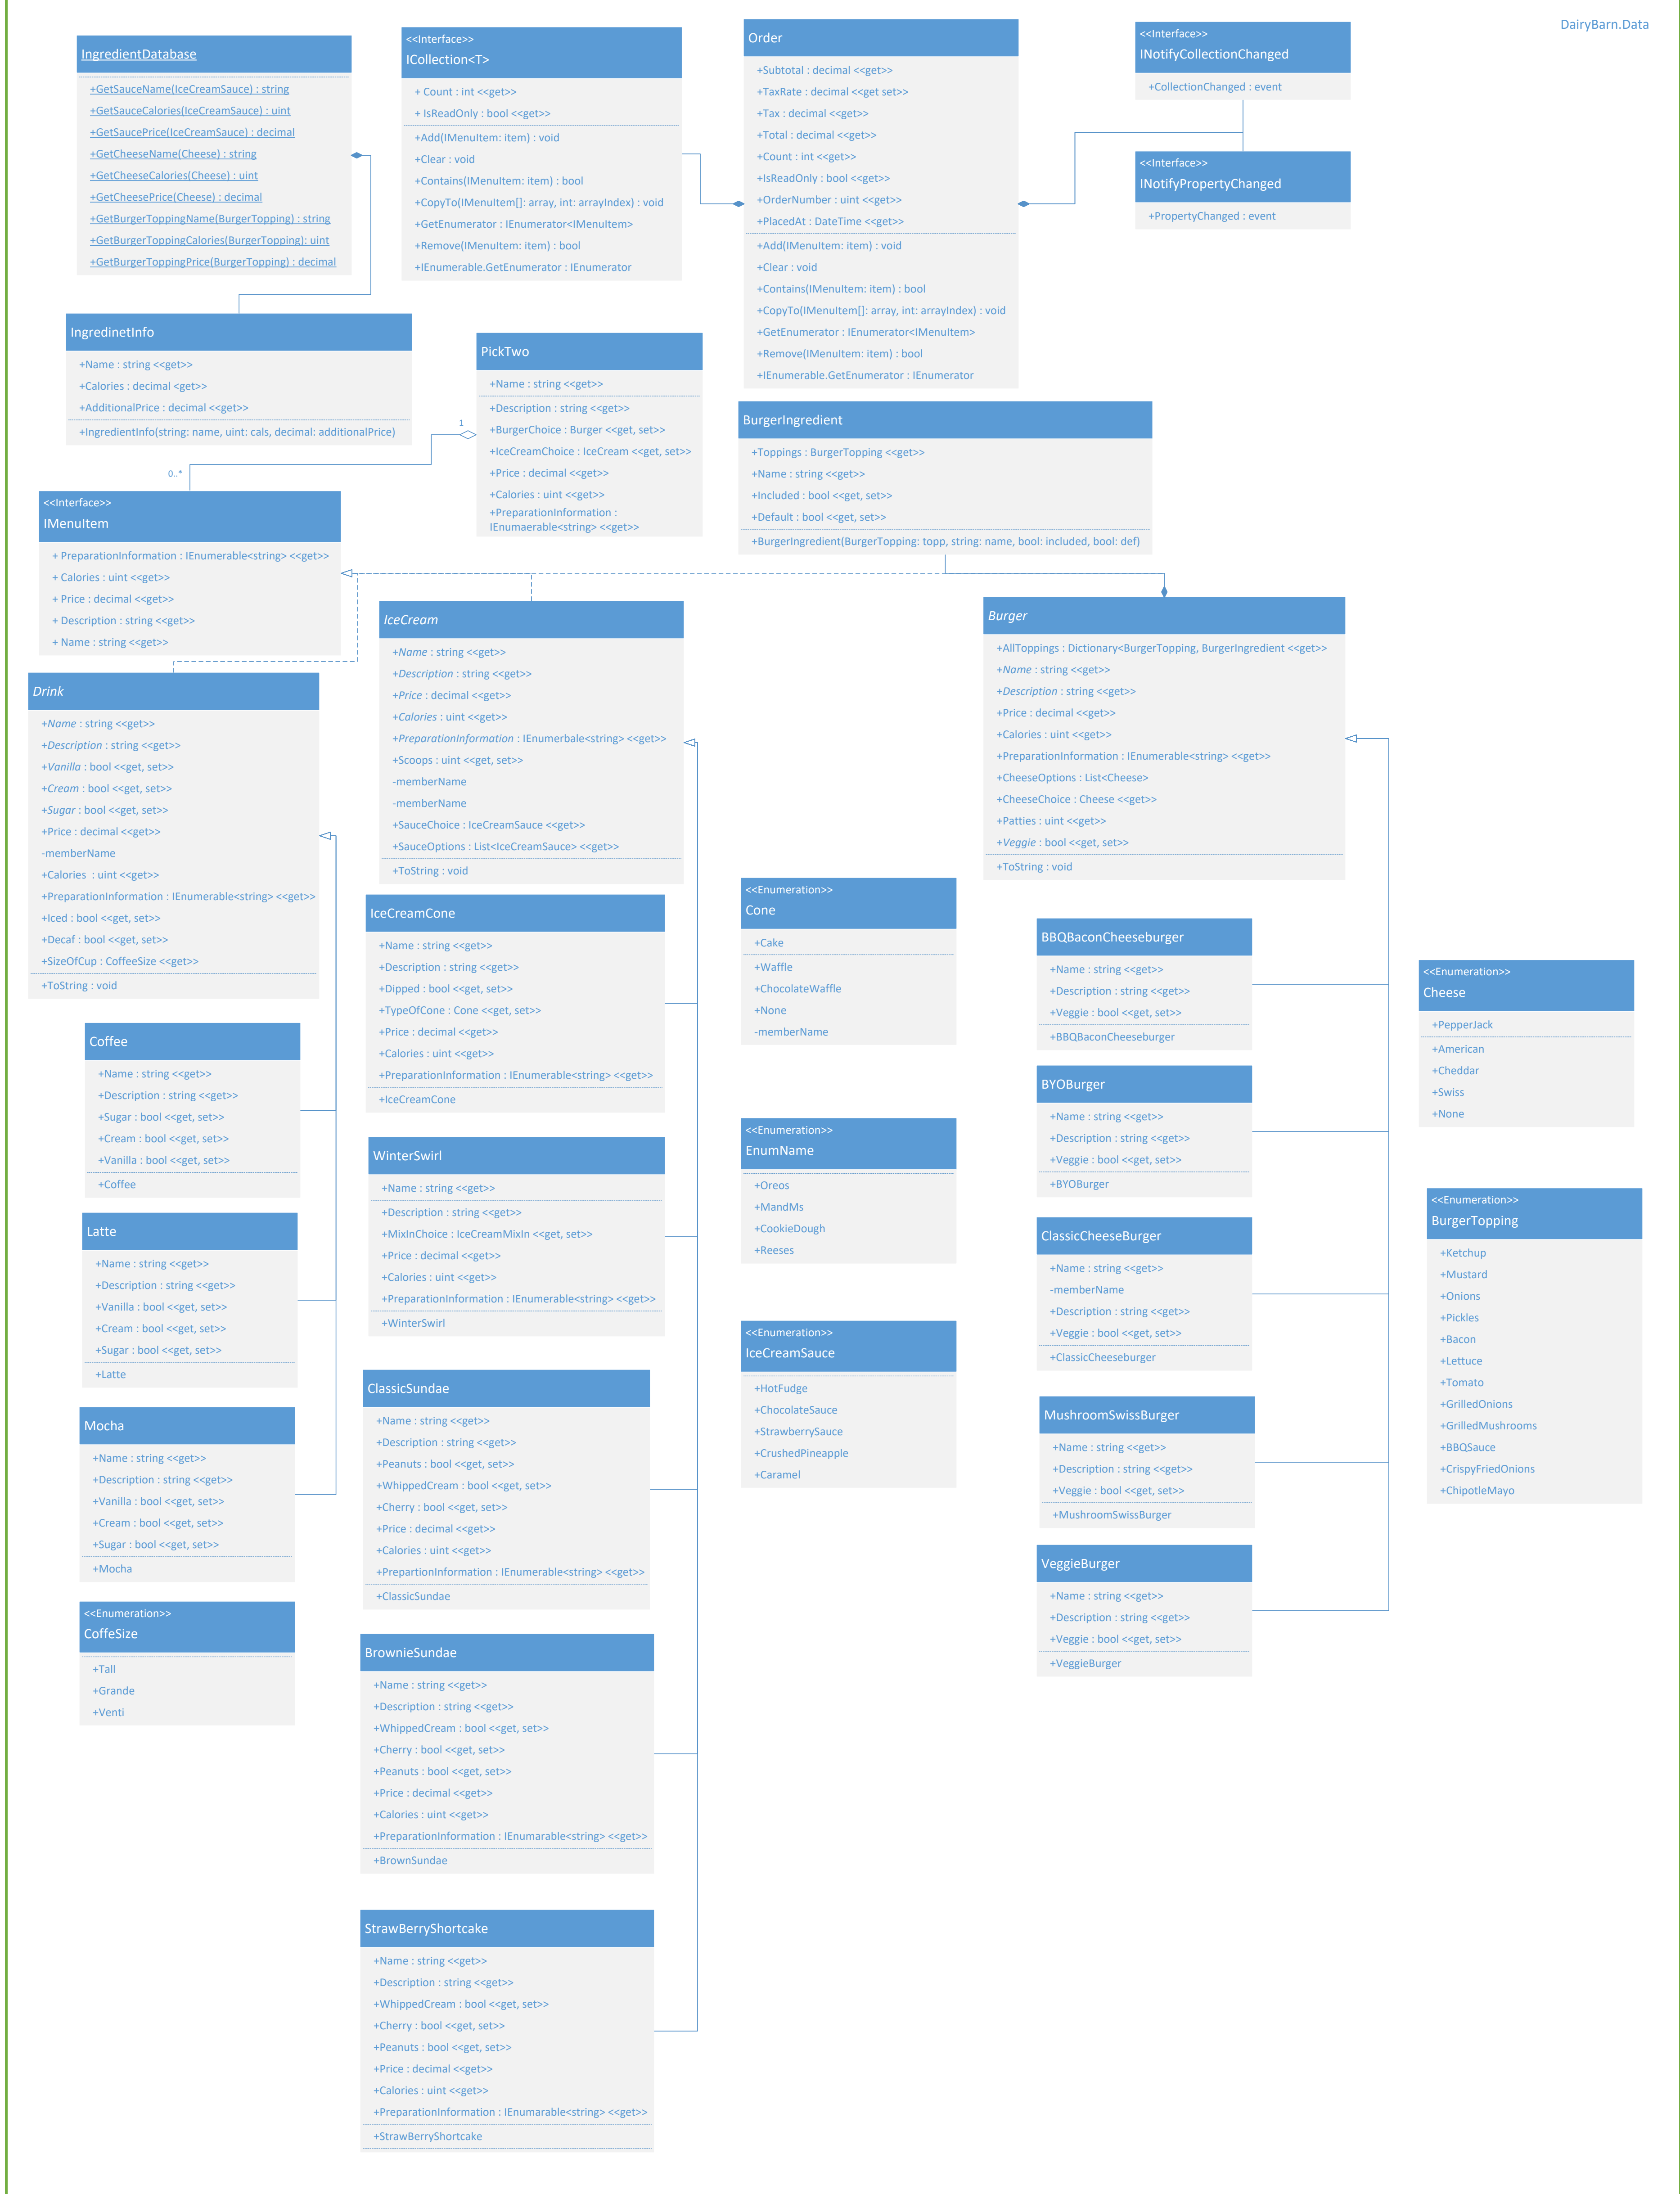 DairyBarn.Data
IngredientDatabase
+GetSauceName(IceCreamSauce) : string
+GetSauceCalories(IceCreamSauce) : uint
+GetSaucePrice(IceCreamSauce) : decimal
+GetCheeseName(Cheese) : string
+GetCheeseCalories(Cheese) : uint
+GetCheesePrice(Cheese) : decimal
+GetBurgerToppingName(BurgerTopping) : string
+GetBurgerToppingCalories(BurgerTopping): uint
+GetBurgerToppingPrice(BurgerTopping) : decimal
<<Interface>>
ICollection<T>
+ Count : int <<get>>
+ IsReadOnly : bool <<get>>
+Add(IMenuItem: item) : void
+Clear : void
+Contains(IMenuItem: item) : bool
+CopyTo(IMenuItem[]: array, int: arrayIndex) : void
+GetEnumerator : IEnumerator<IMenuItem>
+Remove(IMenuItem: item) : bool
+IEnumerable.GetEnumerator : IEnumerator
Order
+Subtotal : decimal <<get>>
+TaxRate : decimal <<get set>>
+Tax : decimal <<get>>
+Total : decimal <<get>>
+Count : int <<get>>
+IsReadOnly : bool <<get>>
+OrderNumber : uint <<get>>
+PlacedAt : DateTime <<get>>
+Add(IMenuItem: item) : void
+Clear : void
+Contains(IMenuItem: item) : bool
+CopyTo(IMenuItem[]: array, int: arrayIndex) : void
+GetEnumerator : IEnumerator<IMenuItem>
+Remove(IMenuItem: item) : bool
+IEnumerable.GetEnumerator : IEnumerator
<<Interface>>
INotifyCollectionChanged
+CollectionChanged : event
<<Interface>>
INotifyPropertyChanged
+PropertyChanged : event
IngredinetInfo
+Name : string <<get>>
+Calories : decimal <get>>
+AdditionalPrice : decimal <<get>>
+IngredientInfo(string: name, uint: cals, decimal: additionalPrice)
PickTwo
+Name : string <<get>>
+Description : string <<get>>
+BurgerChoice : Burger <<get, set>>
+IceCreamChoice : IceCream <<get, set>>
+Price : decimal <<get>>
+Calories : uint <<get>>
+PreparationInformation :
IEnumaerable<string> <<get>>
1
0..*
BurgerIngredient
+Toppings : BurgerTopping <<get>>
+Name : string <<get>>
+Included : bool <<get, set>>
+Default : bool <<get, set>>
+BurgerIngredient(BurgerTopping: topp, string: name, bool: included, bool: def)
<<Interface>>
IMenuItem
+ PreparationInformation : IEnumerable<string> <<get>>
+ Calories : uint <<get>>
+ Price : decimal <<get>>
+ Description : string <<get>>
+ Name : string <<get>>
Drink
+Name : string <<get>>
+Description : string <<get>>
+Vanilla : bool <<get, set>>
+Cream : bool <<get, set>>
+Sugar : bool <<get, set>>
+Price : decimal <<get>>
-memberName
+Calories  : uint <<get>>
+PreparationInformation : IEnumerable<string> <<get>>
+Iced : bool <<get, set>>
+Decaf : bool <<get, set>>
+SizeOfCup : CoffeeSize <<get>>
+ToString : void
Coffee
+Name : string <<get>>
+Description : string <<get>>
+Sugar : bool <<get, set>>
+Cream : bool <<get, set>>
+Vanilla : bool <<get, set>>
+Coffee
Latte
+Name : string <<get>>
+Description : string <<get>>
+Vanilla : bool <<get, set>>
+Cream : bool <<get, set>>
+Sugar : bool <<get, set>>
+Latte
Mocha
+Name : string <<get>>
+Description : string <<get>>
+Vanilla : bool <<get, set>>
+Cream : bool <<get, set>>
+Sugar : bool <<get, set>>
+Mocha
<<Enumeration>>
CoffeSize
+Tall
+Grande
+Venti
IceCream
+Name : string <<get>>
+Description : string <<get>>
+Price : decimal <<get>>
+Calories : uint <<get>>
+PreparationInformation : IEnumerbale<string> <<get>>
+Scoops : uint <<get, set>>
-memberName
-memberName
+SauceChoice : IceCreamSauce <<get>>
+SauceOptions : List<IceCreamSauce> <<get>>
+ToString : void
IceCreamCone
+Name : string <<get>>
+Description : string <<get>>
+Dipped : bool <<get, set>>
+TypeOfCone : Cone <<get, set>>
+Price : decimal <<get>>
+Calories : uint <<get>>
+PreparationInformation : IEnumerable<string> <<get>>
+IceCreamCone
WinterSwirl
+Name : string <<get>>
+Description : string <<get>>
+MixInChoice : IceCreamMixIn <<get, set>>
+Price : decimal <<get>>
+Calories : uint <<get>>
+PreparationInformation : IEnumerable<string> <<get>>
+WinterSwirl
ClassicSundae
+Name : string <<get>>
+Description : string <<get>>
+Peanuts : bool <<get, set>>
+WhippedCream : bool <<get, set>>
+Cherry : bool <<get, set>>
+Price : decimal <<get>>
+Calories : uint <<get>>
+PrepartionInformation : IEnumerable<string> <<get>>
+ClassicSundae
BrownieSundae
+Name : string <<get>>
+Description : string <<get>>
+WhippedCream : bool <<get, set>>
+Cherry : bool <<get, set>>
+Peanuts : bool <<get, set>>
+Price : decimal <<get>>
+Calories : uint <<get>>
+PreparationInformation : IEnumarable<string> <<get>>
+BrownSundae
StrawBerryShortcake
+Name : string <<get>>
+Description : string <<get>>
+WhippedCream : bool <<get, set>>
+Cherry : bool <<get, set>>
+Peanuts : bool <<get, set>>
+Price : decimal <<get>>
+Calories : uint <<get>>
+PreparationInformation : IEnumarable<string> <<get>>
+StrawBerryShortcake
<<Enumeration>>
Cone
+Cake
+Waffle
+ChocolateWaffle
+None
-memberName
<<Enumeration>>
EnumName
+Oreos
+MandMs
+CookieDough
+Reeses
<<Enumeration>>
IceCreamSauce
+HotFudge
+ChocolateSauce
+StrawberrySauce
+CrushedPineapple
+Caramel
Burger
+AllToppings : Dictionary<BurgerTopping, BurgerIngredient <<get>>
+Name : string <<get>>
+Description : string <<get>>
+Price : decimal <<get>>
+Calories : uint <<get>>
+PreparationInformation : IEnumerable<string> <<get>>
+CheeseOptions : List<Cheese>
+CheeseChoice : Cheese <<get>>
+Patties : uint <<get>>
+Veggie : bool <<get, set>>
+ToString : void
BBQBaconCheeseburger
+Name : string <<get>>
+Description : string <<get>>
+Veggie : bool <<get, set>>
+BBQBaconCheeseburger
BYOBurger
+Name : string <<get>>
+Description : string <<get>>
+Veggie : bool <<get, set>>
+BYOBurger
ClassicCheeseBurger
+Name : string <<get>>
-memberName
+Description : string <<get>>
+Veggie : bool <<get, set>>
+ClassicCheeseburger
MushroomSwissBurger
+Name : string <<get>>
+Description : string <<get>>
+Veggie : bool <<get, set>>
+MushroomSwissBurger
VeggieBurger
+Name : string <<get>>
+Description : string <<get>>
+Veggie : bool <<get, set>>
+VeggieBurger
<<Enumeration>>
Cheese
+PepperJack
+American
+Cheddar
+Swiss
+None
<<Enumeration>>
BurgerTopping
+Ketchup
+Mustard
+Onions
+Pickles
+Bacon
+Lettuce
+Tomato
+GrilledOnions
+GrilledMushrooms
+BBQSauce
+CrispyFriedOnions
+ChipotleMayo